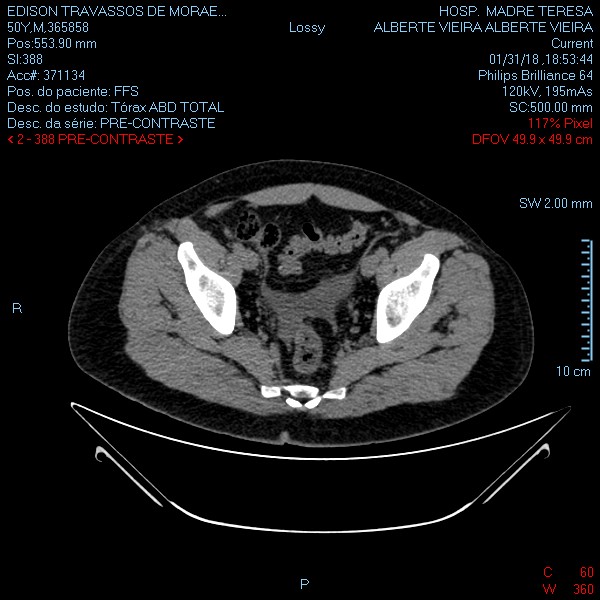 EDISON TRAVASSOS DE MORAE...
50Y,M,365858
Pos:553.90 mm
SI:388
Acc#: 371134
Pos. do paciente: FFS
Desc. do estudo: Tórax ABD TOTAL
Desc. da série: PRE-CONTRASTE
< 2 - 388 PRE-CONTRASTE >
Lossy
HOSP. MADRE TERESA
ALBERTE VIEIRA ALBERTE VIEIRA
Current
01/31/18 ,18:53:44
Philips Brilliance 64
120kV, 195mAs
SC:500.00 mm
117% Pixel
DFOV 49.9 x 49.9 cm
SW 2.00 mm
R
10 cm
P
C 60
W 360